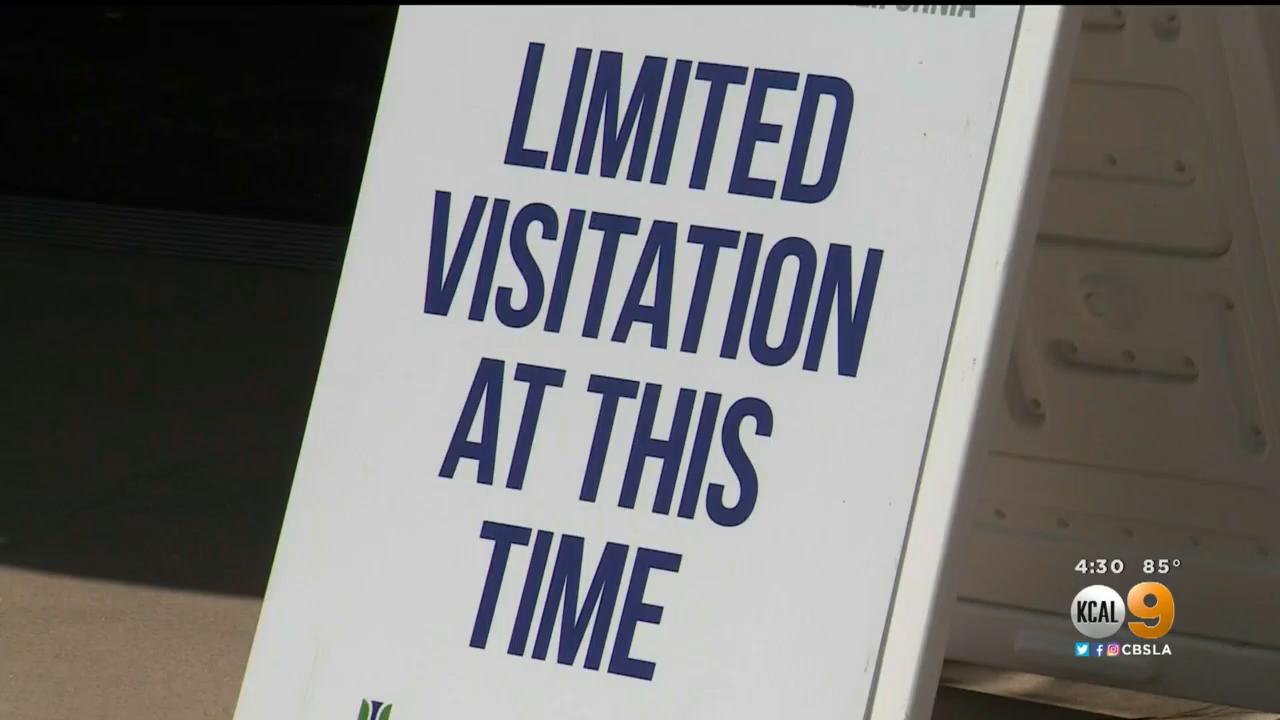 LIMITED
VISITATION
AT THIS
TIME
4:30 85°
KCAL 9
CBSLA